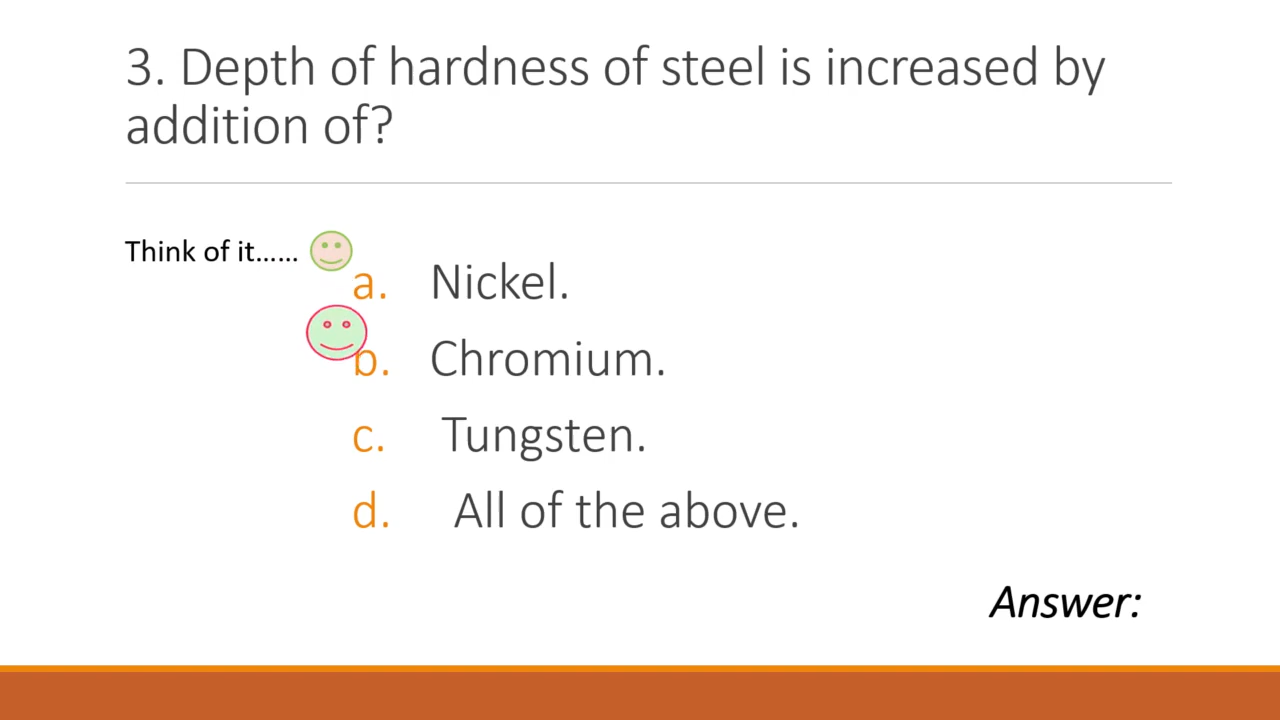 3. Depth of hardness of steel is increased by
addition of?
Think of it......
a. Nickel.
b. Chromium.
c. Tungsten.
d. All of the above.
Answer: